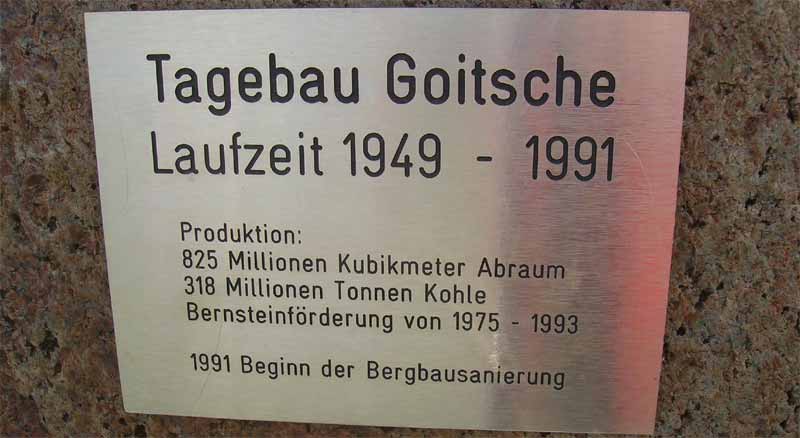 Tagebau Goitsche
Laufzeit 1949 - 1991
Produktion:
825 Millionen Kubikmeter Abraum
318 Millionen Tonnen Kohle
Bernsteinförderung von 1975 - 1993
1991 Beginn der Bergbausanierung